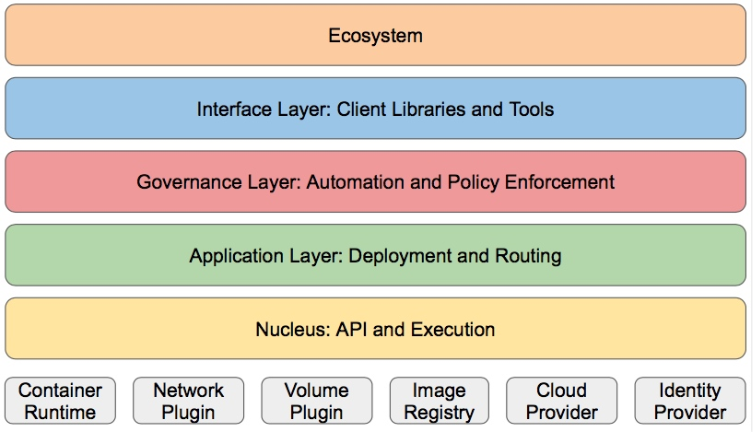 Ecosystem
Interface Layer: Client Libraries and Tools
Governance Layer: Automation and Policy Enforcement
Application Layer: Deployment and Routing
Nucleus: API and Execution
Container
Runtime
Network
Plugin
Volume
Plugin
Image
Registry
Cloud
Provider
Identity
Provider